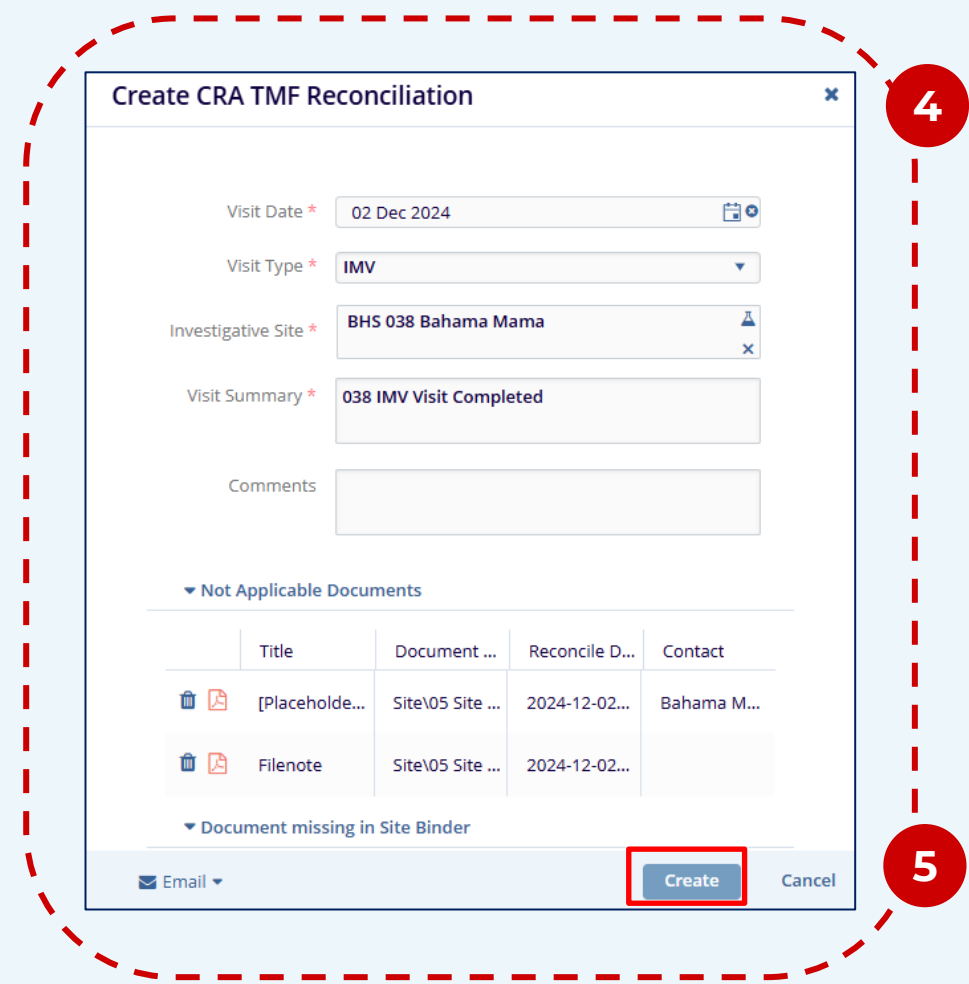 Create CRA TMF Reconciliation
4
Visit Date *
02 Dec 2024
Visit Type *
IMV
Investigative Site *
BHS 038 Bahama Mama
Visit Summary *
038 IMV Visit Completed
Comments
Not Applicable Documents
Title Document ... Reconcile D... Contact
[Placeholde... Site\05 Site ... 2024-12-02... Bahama M...
Filenote Site\05 Site ... 2024-12-02...
Document missing in Site Binder
Email Create Cancel
5